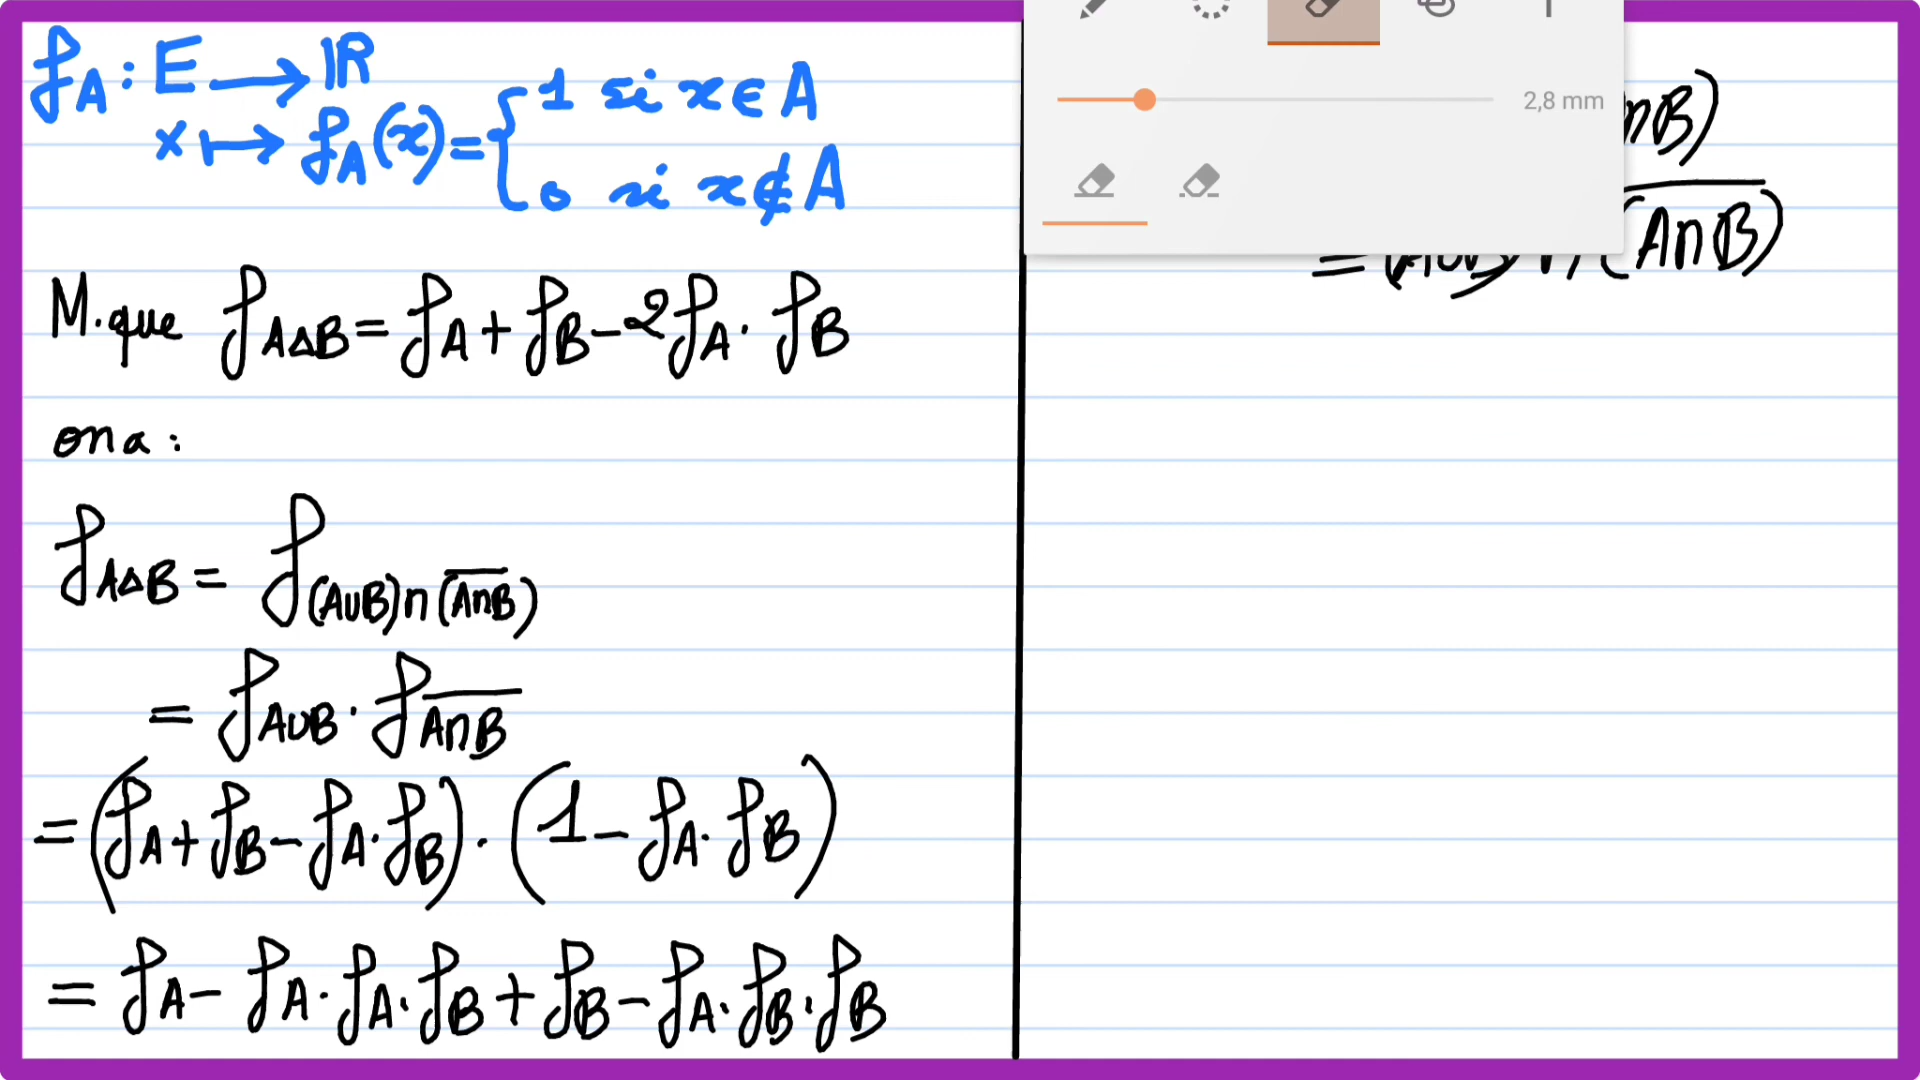 f_A : E ⟶ ℝ
x ⟼ f_A(x) = { 1 si x ∈ A
0 si x ∉ A
M. que f_{AΔB} = f_A + f_B - 2f_A · f_B
on a :
f_{AΔB} = f_{(A∪B)∩(\overline{A∩B})}
= f_{A∪B} · f_{\overline{A∩B}}
= (f_A + f_B - f_A · f_B) · (1 - f_A · f_B)
= f_A - f_A · f_A · f_B + f_B - f_A · f_B · f_B
2,8 mm
∩B)
= (A∪B) ∩ (\overline{A∩B})